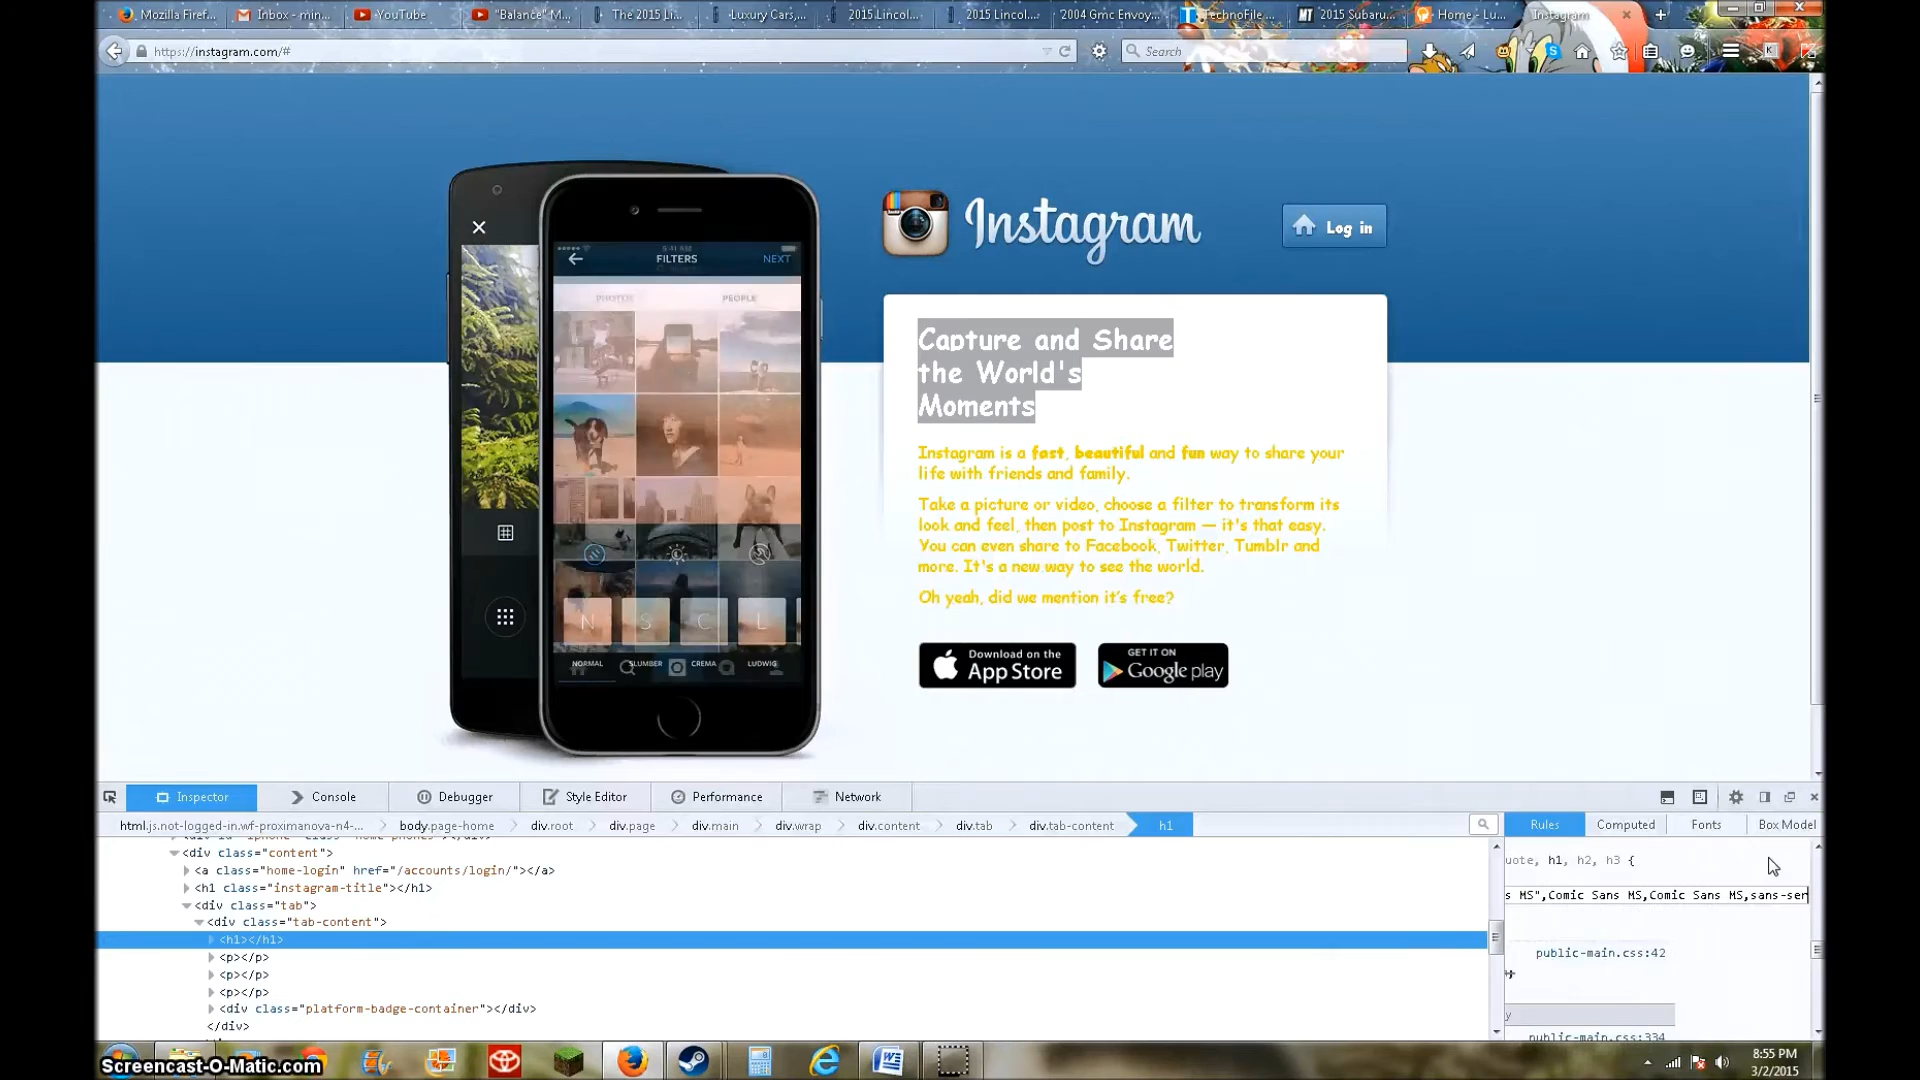 Mozilla Firef...
Inbox - min...
YouTube
"Balance" M...
The 2015 Li...
Luxury Cars,...
2015 Lincol...
2015 Lincol...
2004 Gmc Envoy...
TechnoFile ...
2015 Subaru...
Home - Lu...
Instagram
https://instagram.com/#
Search
Instagram
Log in
5:41 AM
FILTERS
NEXT
PHOTOS
PEOPLE
N
S
C
L
NORMAL
SLUMBER
CREMA
LUDWIG
Capture and Share
the World's
Moments
Instagram is a fast, beautiful and fun way to share your
life with friends and family.
Take a picture or video, choose a filter to transform its
look and feel, then post to Instagram — it's that easy.
You can even share to Facebook, Twitter, Tumblr and
more. It's a new way to see the world.
Oh yeah, did we mention it's free?
Download on the
App Store
GET IT ON
Google play
Inspector
Console
Debugger
Style Editor
Performance
Network
html.js.not-logged-in.wf-proximanova-n4-...
body.page-home
div.root
div.page
div.main
div.wrap
div.content
div.tab
div.tab-content
h1
Rules
Computed
Fonts
Box Model
<div class="content">
<a class="home-login" href="/accounts/login/"></a>
<h1 class="instagram-title"></h1>
<div class="tab">
<div class="tab-content">
<h1></h1>
<p></p>
<p></p>
<p></p>
<div class="platform-badge-container"></div>
</div>
uote, h1, h2, h3 {
s MS",Comic Sans MS,Comic Sans MS,sans-ser
public-main.css:42
public-main.css:334
Screencast-O-Matic.com
8:55 PM
3/2/2015